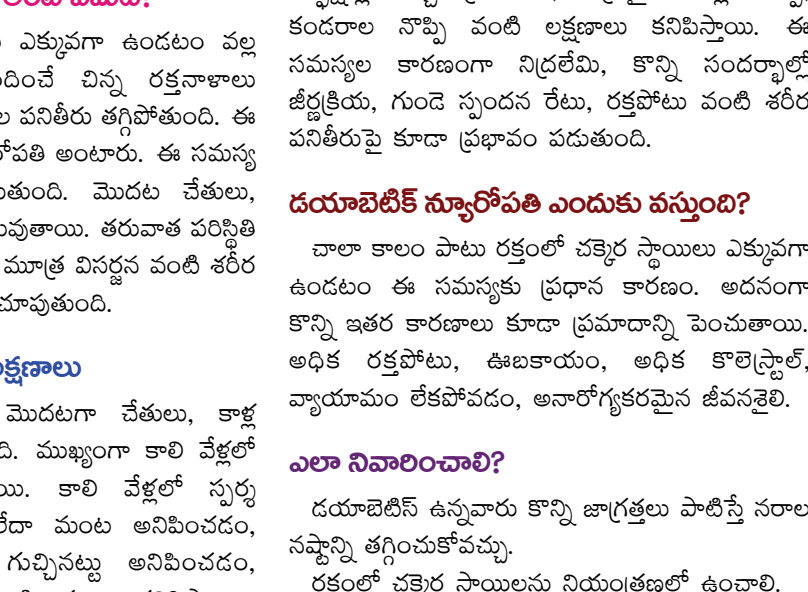 ఎక్కువగా ఉండటం వల్ల
చిన్న రక్తనాళాలు
పనితీరు తగ్గిపోతుంది. ఈ
అంటారు. ఈ సమస్య
మొదట చేతులు,
తరువాత పరిస్థితి
మూత్ర విసర్జన వంటి శరీర
చూపుతుంది.
మొదటగా చేతులు, కాళ్ల
ముఖ్యంగా కాలి వేళ్లలో
కాలి వేళ్లలో స్పర్శ
మంట అనిపించడం,
గుచ్చినట్టు అనిపించడం,
కండరాల నొప్పి వంటి లక్షణాలు కనిపిస్తాయి. ఈ
సమస్యల కారణంగా నిద్రలేమి, కొన్ని సందర్భాల్లో
జీర్ణక్రియ, గుండె స్పందన రేటు, రక్తపోటు వంటి శరీర
పనితీరుపై కూడా ప్రభావం పడుతుంది.
డయాబెటిక్ న్యూరోపతి ఎందుకు వస్తుంది?
చాలా కాలం పాటు రక్తంలో చక్కెర స్థాయిలు ఎక్కువగా
ఉండటం ఈ సమస్యకు ప్రధాన కారణం. అదనంగా
కొన్ని ఇతర కారణాలు కూడా ప్రమాదాన్ని పెంచుతాయి.
అధిక రక్తపోటు, ఊబకాయం, అధిక కొలెస్ట్రాల్,
వ్యాయామం లేకపోవడం, అనారోగ్యకరమైన జీవనశైలి.
ఎలా నివారించాలి?
డయాబెటిస్ ఉన్నవారు కొన్ని జాగ్రత్తలు పాటిస్తే నరాల
నష్టాన్ని తగ్గించుకోవచ్చు.
రక్తంలో చక్కెర స్థాయిలను నియంత్రణలో ఉంచాలి.